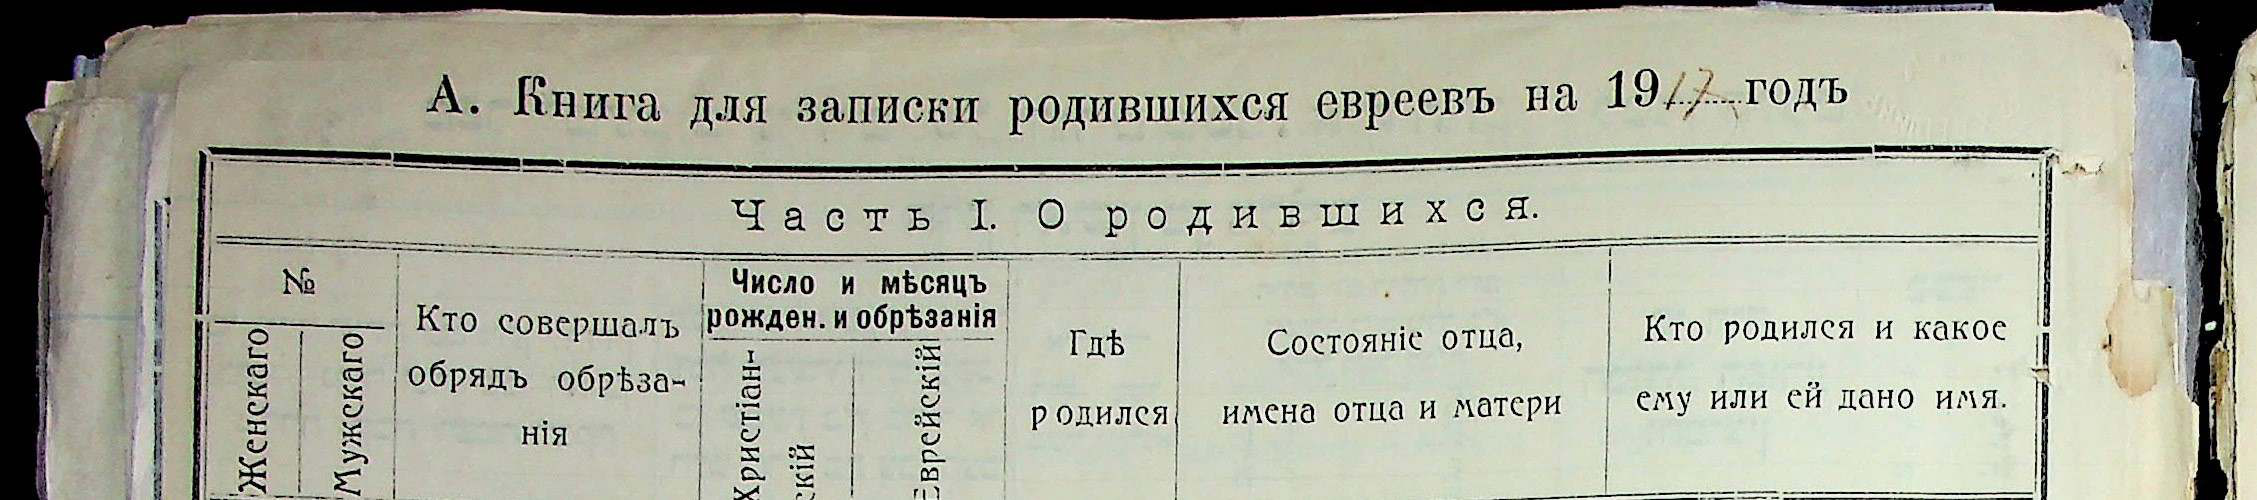 А. Книга для записки родившихся евреевъ на 1917 годъ
Часть I. О родившихся.
№
Женскаго
Мужскаго
Кто совершалъ
обрядъ обрѣза-
нія
Число и мѣсяцъ
рожден. и обрѣзанія
Христіан-
скій
Еврейскій
Гдѣ
родился
Состояніе отца,
имена отца и матери
Кто родился и какое
ему или ей дано имя.